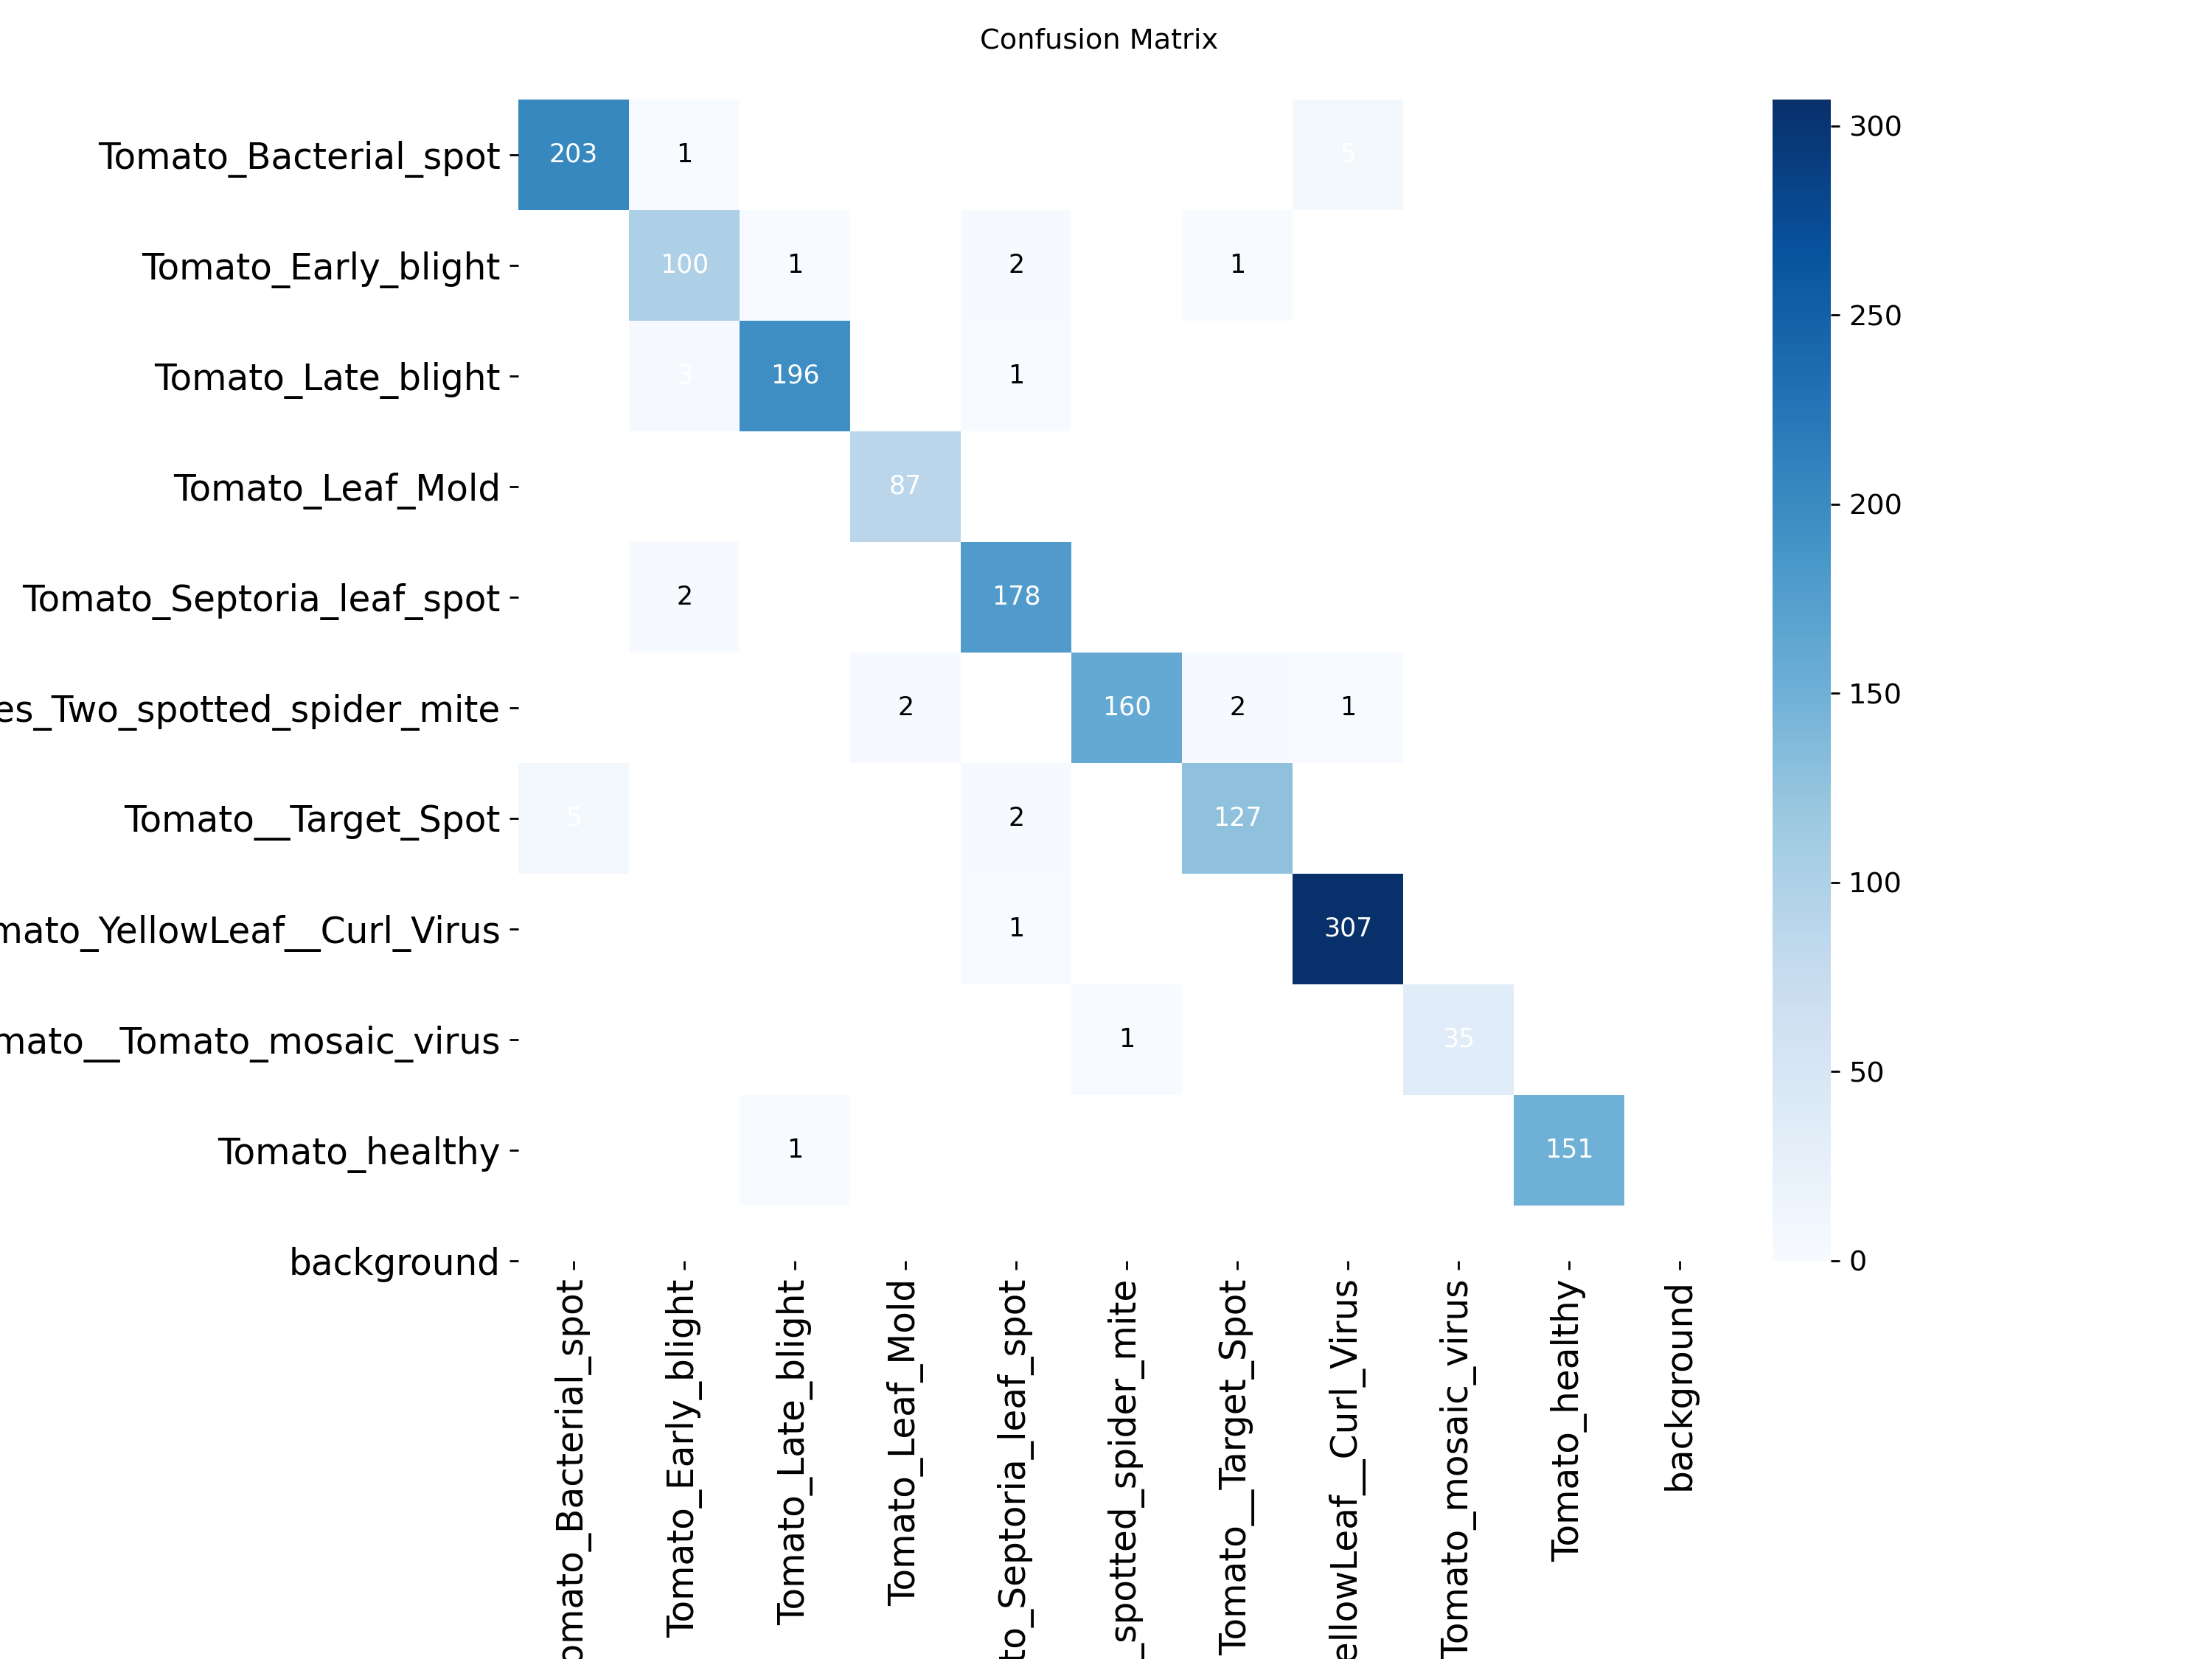 Confusion Matrix
Tomato_Bacterial_spot 203 1 5 300
Tomato_Early_blight 100 1 2 1 250
Tomato_Late_blight 3 196 1 200
Tomato_Leaf_Mold 87
Tomato_Septoria_leaf_spot 2 178
es_Two_spotted_spider_mite 2 160 2 1 150
Tomato__Target_Spot 5 2 127
mato_YellowLeaf__Curl_Virus 1 307 100
mato__Tomato_mosaic_virus 1 35 50
Tomato_healthy 1 151
background 0
omato_Bacterial_spot
Tomato_Early_blight
Tomato_Late_blight
Tomato_Leaf_Mold
to_Septoria_leaf_spot
_spotted_spider_mite
Tomato__Target_Spot
ellowLeaf__Curl_Virus
Tomato_mosaic_virus
Tomato_healthy
background